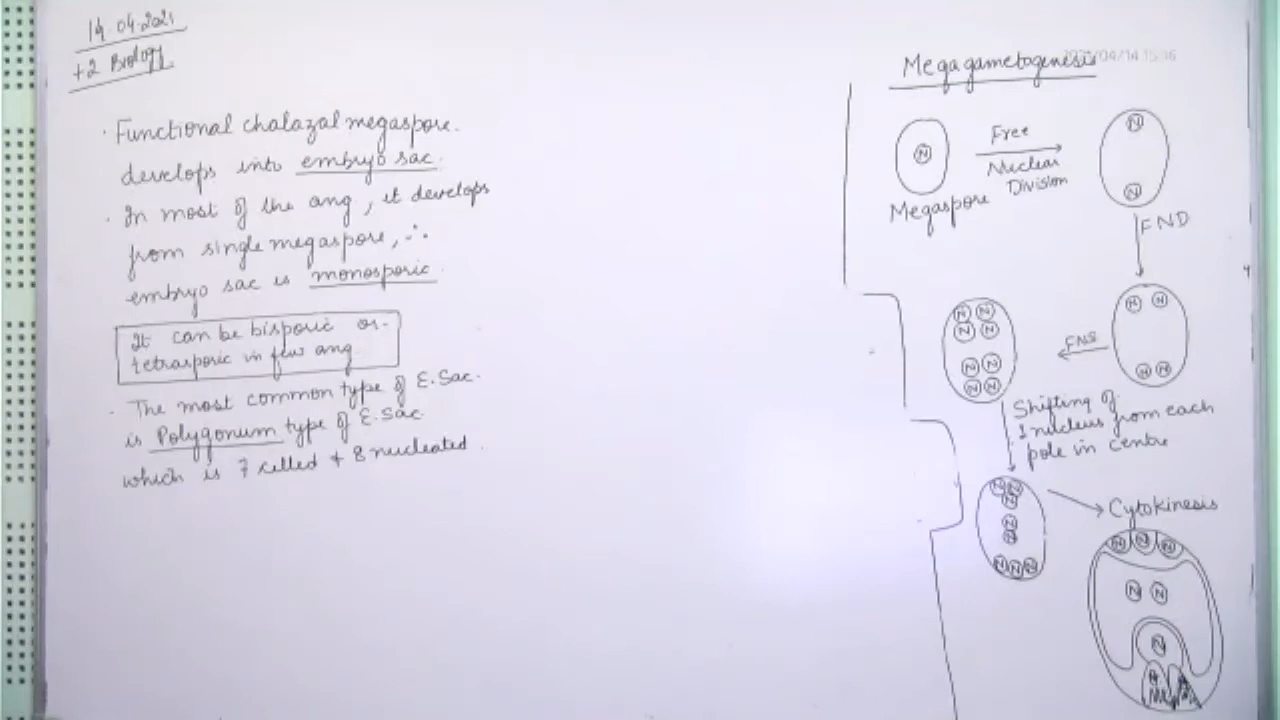 14.04.2021
+2 Biology
· Functional chalazal megaspore.
develops into embryo sac.
· In most of the ang, it develops
from single megaspore, ∴
embryo sac is monosporic.
It can be bisporic or
tetrasporic in few ang
· The most common type of E.Sac.
is Polygonum type of E.Sac.
which is 7 celled + 8 nucleated.
Megagametogenesis
N
Free
Nuclear
Division
Megaspore
N
N
FND
N N
N N
FNS
N N
N N
N N
N N
Shifting of
1 nucleus from each
pole in centre
N N
N
N
N
N N N
Cytokinesis
N N N
N N
N